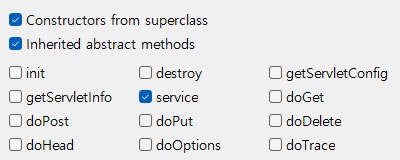 Constructors from superclass
Inherited abstract methods
init destroy getServletConfig
getServletInfo service doGet
doPost doPut doDelete
doHead doOptions doTrace